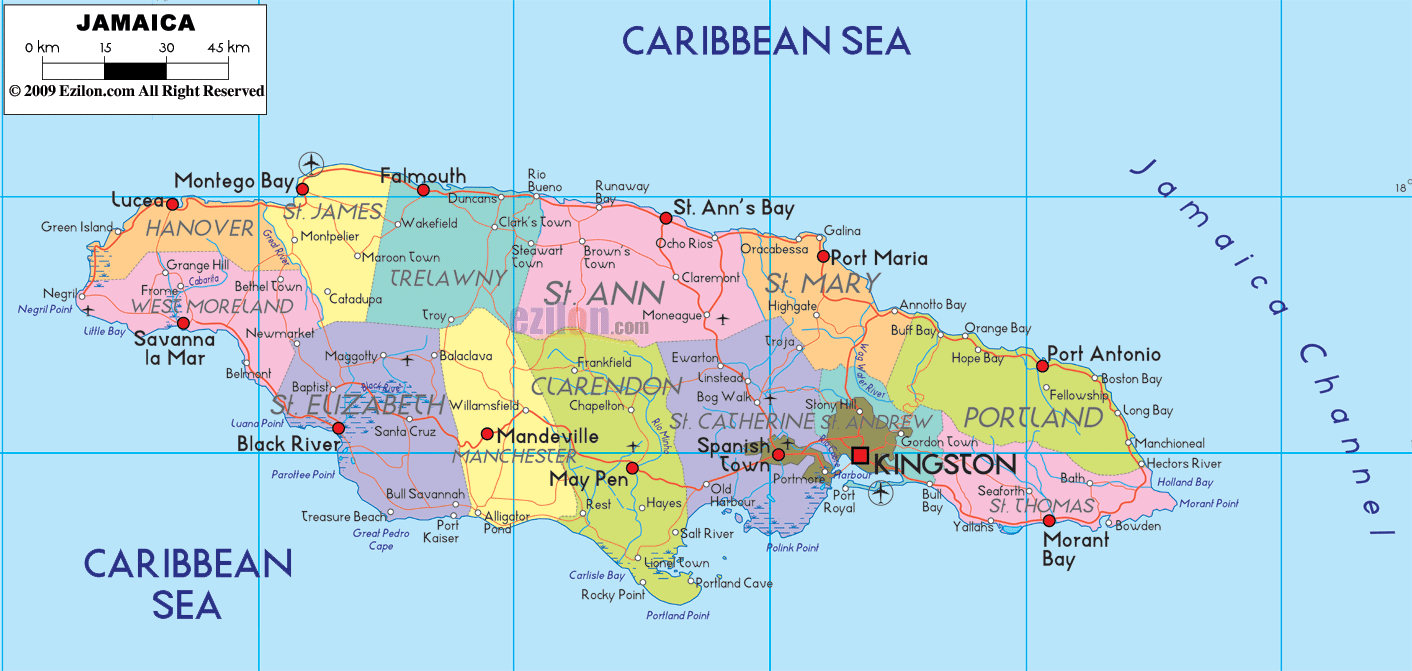 JAMAICA
0 km 15 30 45 km
© 2009 Ezilon.com All Right Reserved
CARIBBEAN SEA
Jamaica Channel
18°
Montego Bay
Falmouth
Lucea
Rio
Bueno
Runaway
Bay
Duncans
St. Ann's Bay
Green Island
HANOVER
St. JAMES
Wakefield
Clark's Town
Galina
Great River
Montpelier
Maroon Town
Stewart
Town
Brown's
Town
Ocho Rios
Oracabessa
Port Maria
Grange Hill
Cabarita
Frome
Bethel Town
Catadupa
TRELAWNY
St. ANN
Claremont
St. MARY
Negril
Negril Point
WEST MORELAND
Little Bay
Savanna
la Mar
Newmarket
Troy
ezilon.com
Moneague
Highgate
Annotto Bay
Buff Bay
Orange Bay
Hope Bay
Port Antonio
Belmont
Maggotty
Balaclava
Frankfield
Ewarton
Troja
Wag Water River
Boston Bay
Fellowship
Baptist
Black River
St. ELIZABETH
Williamsfield
CLARENDON
Chapelton
Linstead
Bog Walk
Stony Hill
Long Bay
PORTLAND
Luana Point
Black River
Santa Cruz
Mandeville
MANCHESTER
Rio Minho
St. CATHERINE
St. ANDREW
Gordon Town
Spanish
Town
Rio Cobre
KINGSTON
Manchioneal
Hectors River
Parottee Point
May Pen
Portmore
Harbour
Port
Royal
Old
Harbour
Bull
Bay
Bath
Holland Bay
Seaforth
St. THOMAS
Morant Point
Bull Savannah
Treasure Beach
Great Pedro
Cape
Port
Kaiser
Alligator
Pond
Rest
Hayes
Salt River
Polink Point
Yallahs
Morant
Bay
Bowden
CARIBBEAN
SEA
Lionel Town
Carlisle Bay
Rocky Point
Portland Cave
Portland Point